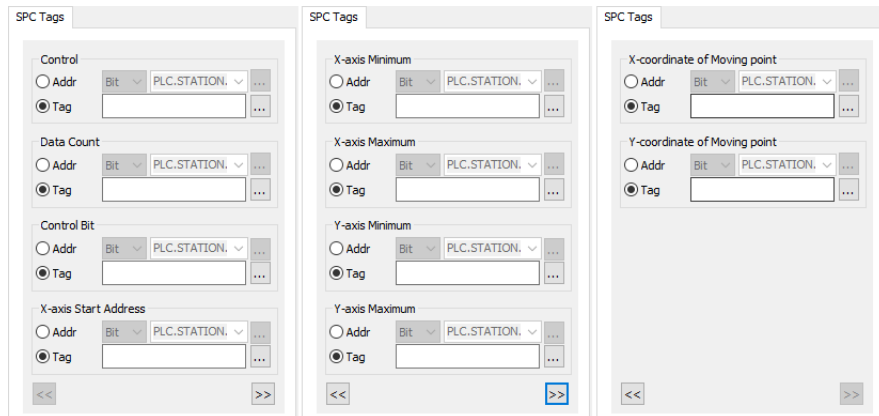 SPC Tags
Control
Addr Bit PLC.STATION. ...
Tag ...
Data Count
Addr Bit PLC.STATION. ...
Tag ...
Control Bit
Addr Bit PLC.STATION. ...
Tag ...
X-axis Start Address
Addr Bit PLC.STATION. ...
Tag ...
<< >>
SPC Tags
X-axis Minimum
Addr Bit PLC.STATION. ...
Tag ...
X-axis Maximum
Addr Bit PLC.STATION. ...
Tag ...
Y-axis Minimum
Addr Bit PLC.STATION. ...
Tag ...
Y-axis Maximum
Addr Bit PLC.STATION. ...
Tag ...
<< >>
SPC Tags
X-coordinate of Moving point
Addr Bit PLC.STATION. ...
Tag ...
Y-coordinate of Moving point
Addr Bit PLC.STATION. ...
Tag ...
<< >>